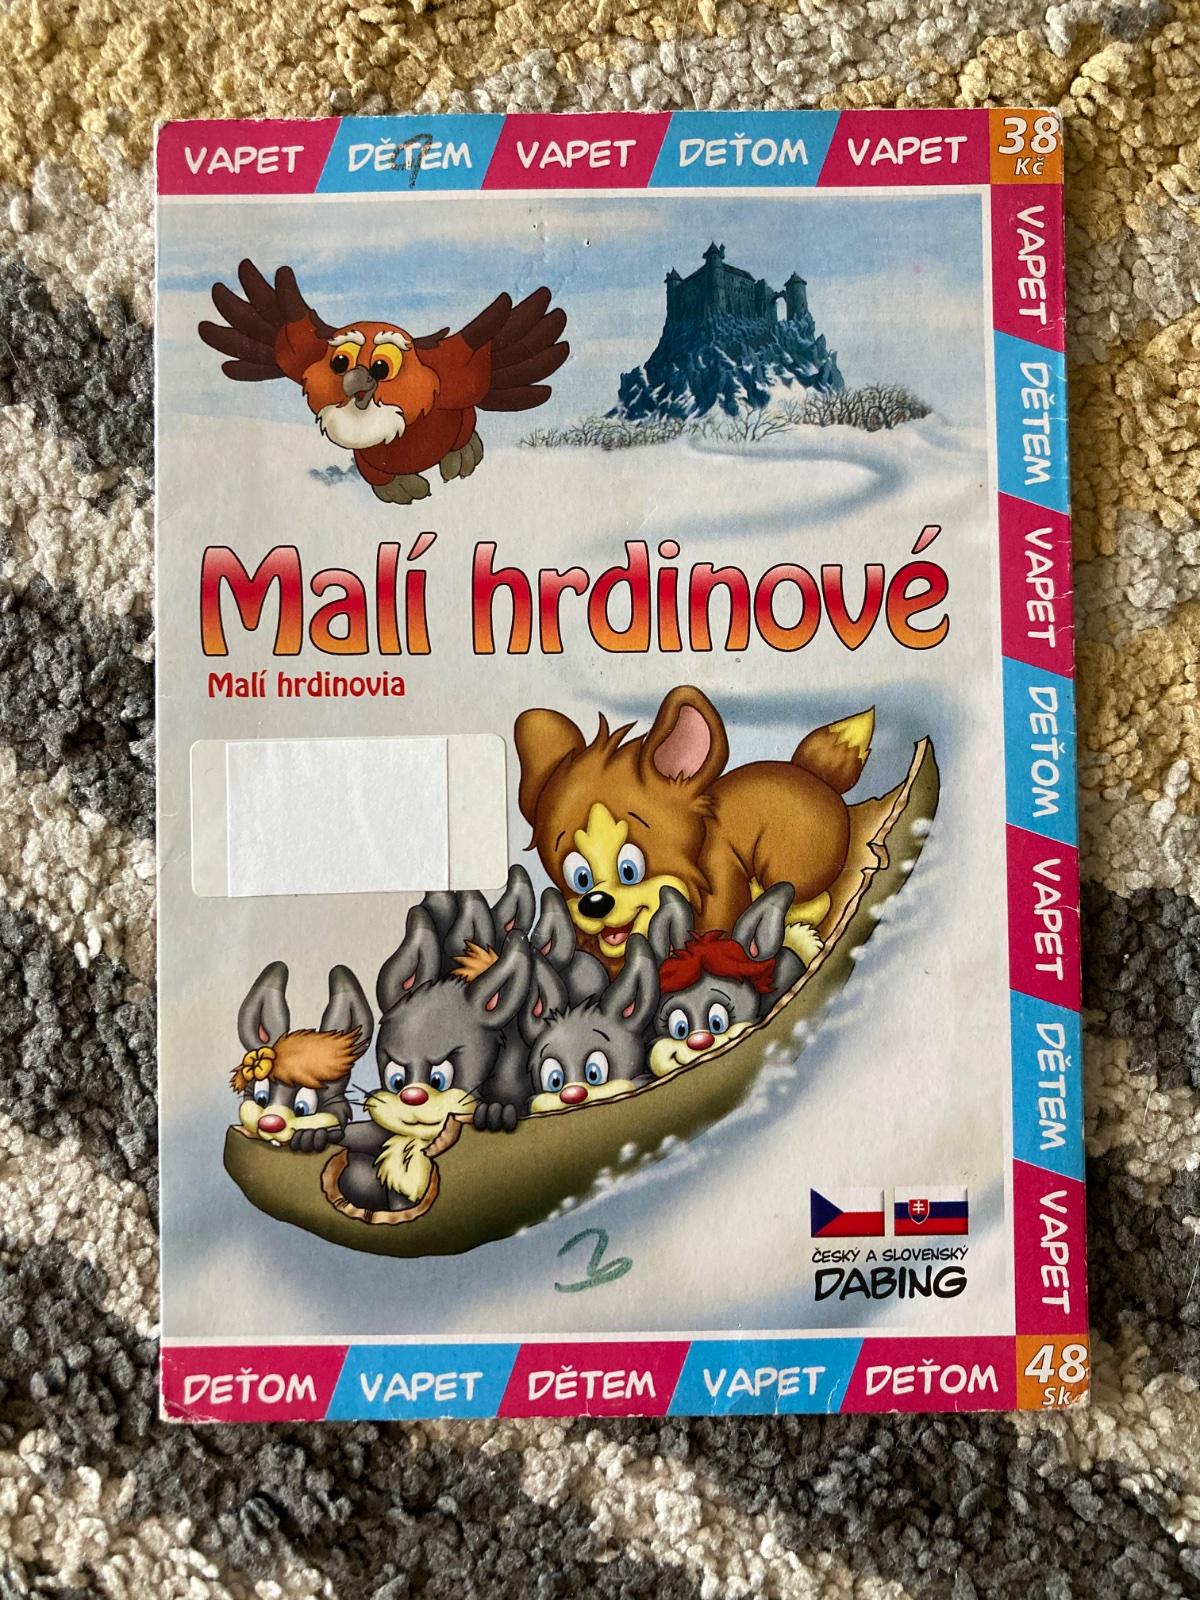 VAPET DĚTEM VAPET DEŤOM VAPET
38
Kč
VAPET DĚTEM VAPET DEŤOM VAPET DĚTEM VAPET
Malí hrdinové
Malí hrdinovia
ČESKÝ A SLOVENSKÝ
DABING
3
DEŤOM VAPET DĚTEM VAPET DEŤOM
48
Sk